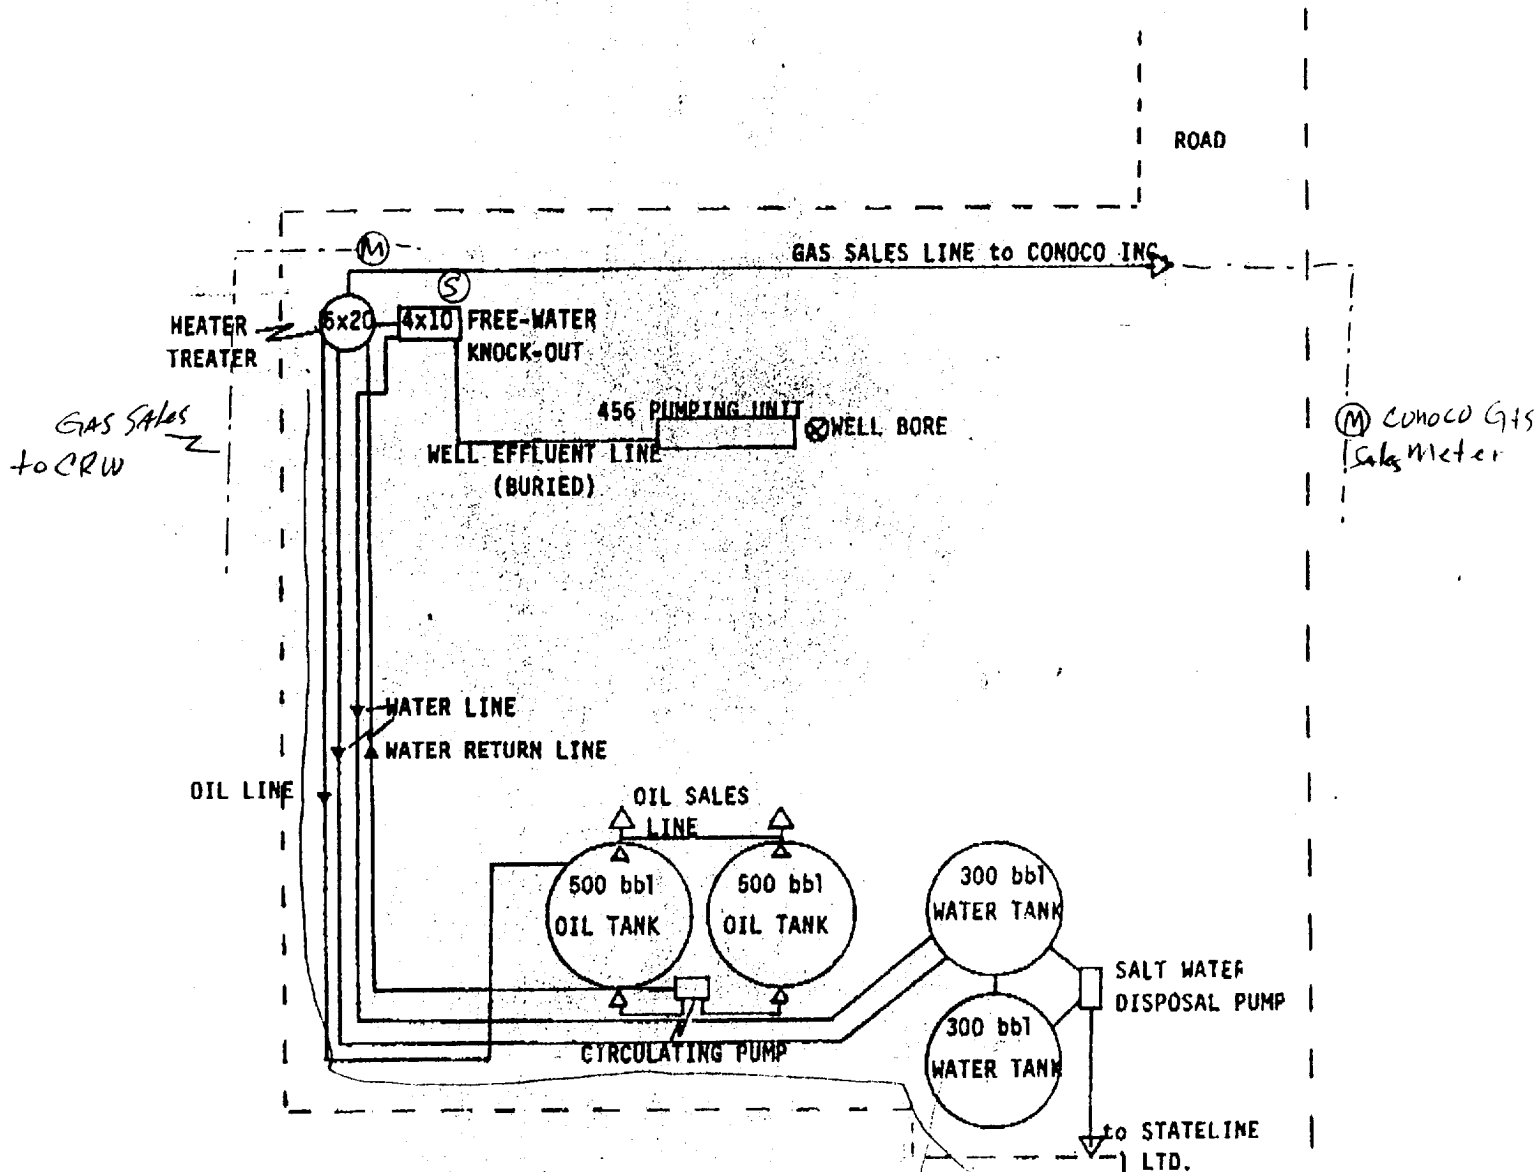 ROAD
M
GAS SALES LINE to CONOCO INC.
S
HEATER
TREATER
6x20
4x10
FREE-WATER
KNOCK-OUT
GAS SAles
to CRW
456 PUMPING UNIT
WELL BORE
WELL EFFLUENT LINE
(BURIED)
M Conoco GAS
Sales Meter
WATER LINE
WATER RETURN LINE
OIL LINE
OIL SALES
LINE
500 bbl
OIL TANK
500 bbl
OIL TANK
300 bbl
WATER TANK
SALT WATER
DISPOSAL PUMP
300 bbl
WATER TANK
CIRCULATING PUMP
to STATELINE
LTD.